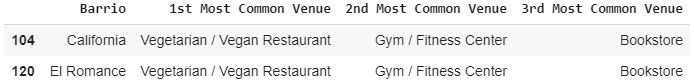 Barrio 1st Most Common Venue 2nd Most Common Venue 3rd Most Common Venue
104 California Vegetarian / Vegan Restaurant Gym / Fitness Center Bookstore
120 El Romance Vegetarian / Vegan Restaurant Gym / Fitness Center Bookstore